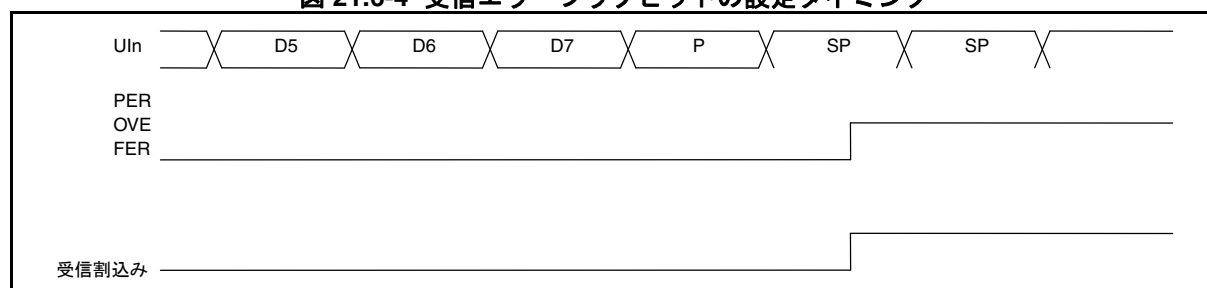 図 21.6-4 受信エラーフラグビットの設定タイミング
UIn D5 D6 D7 P SP SP
PER
OVE
FER
受信割込み